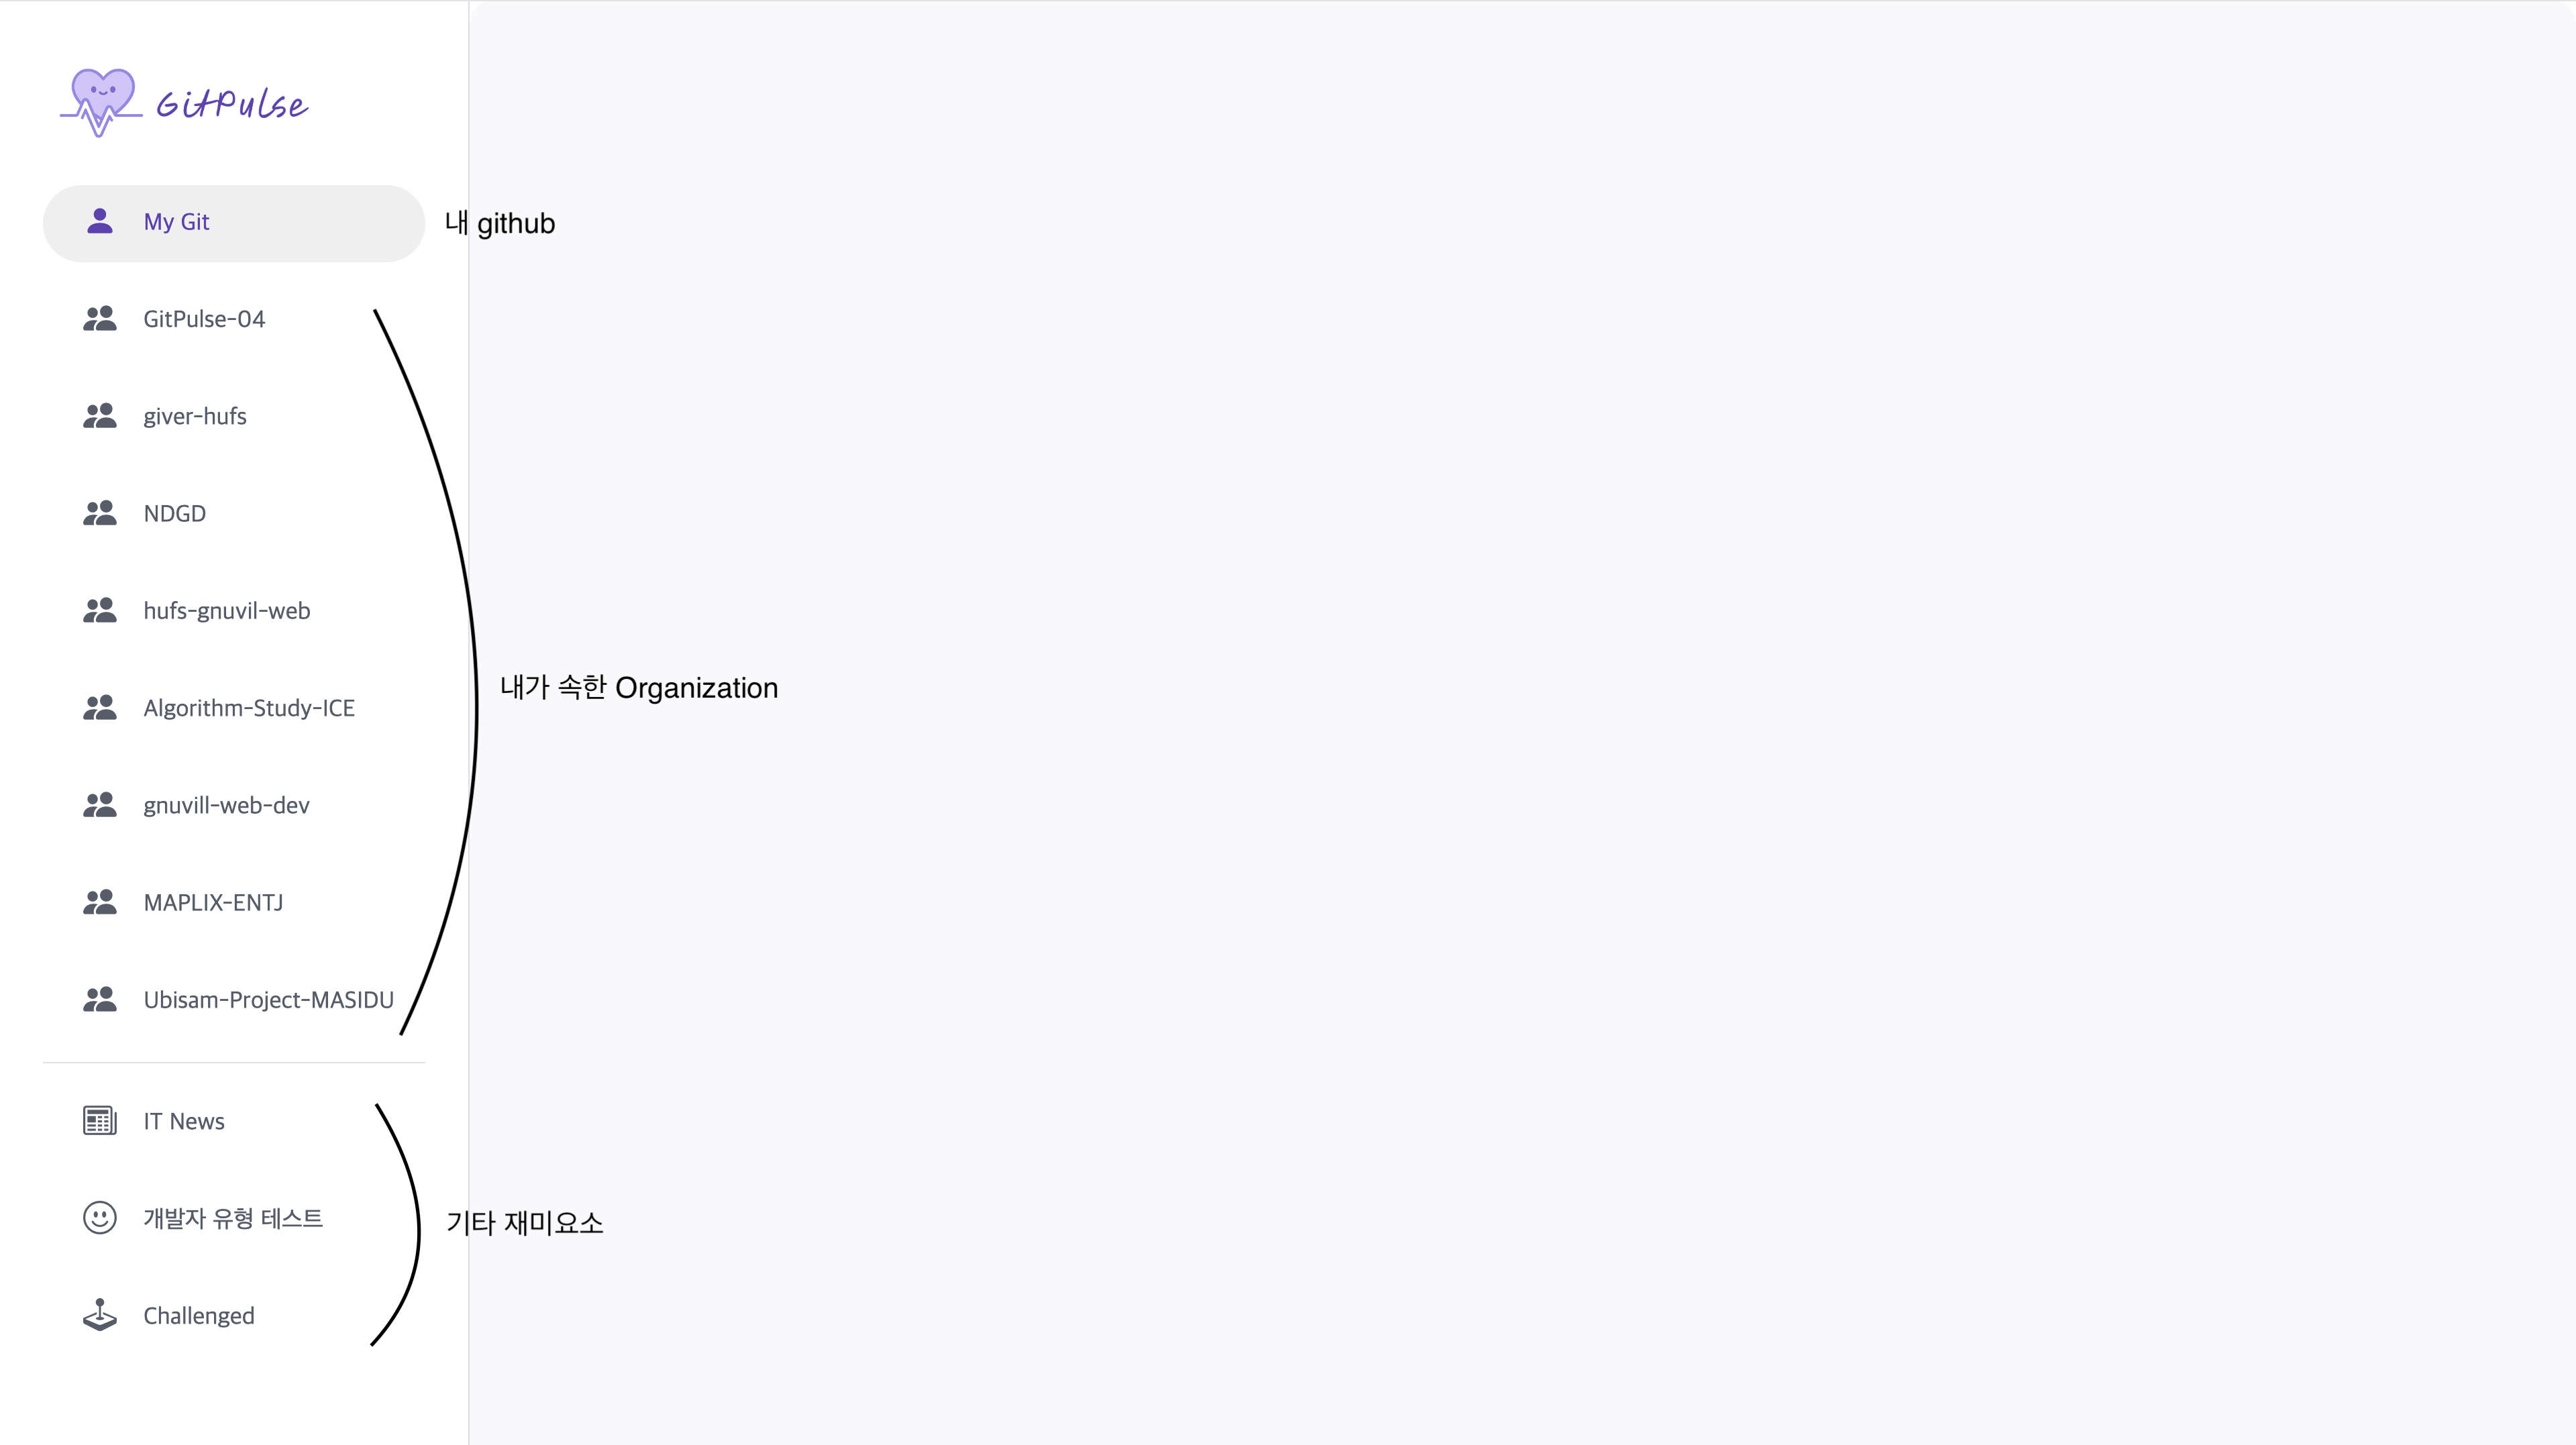 GitPulse
My Git
내 github
GitPulse-04
giver-hufs
NDGD
hufs-gnuvil-web
내가 속한 Organization
Algorithm-Study-ICE
gnuvill-web-dev
MAPLIX-ENTJ
Ubisam-Project-MASIDU
IT News
개발자 유형 테스트
기타 재미요소
Challenged